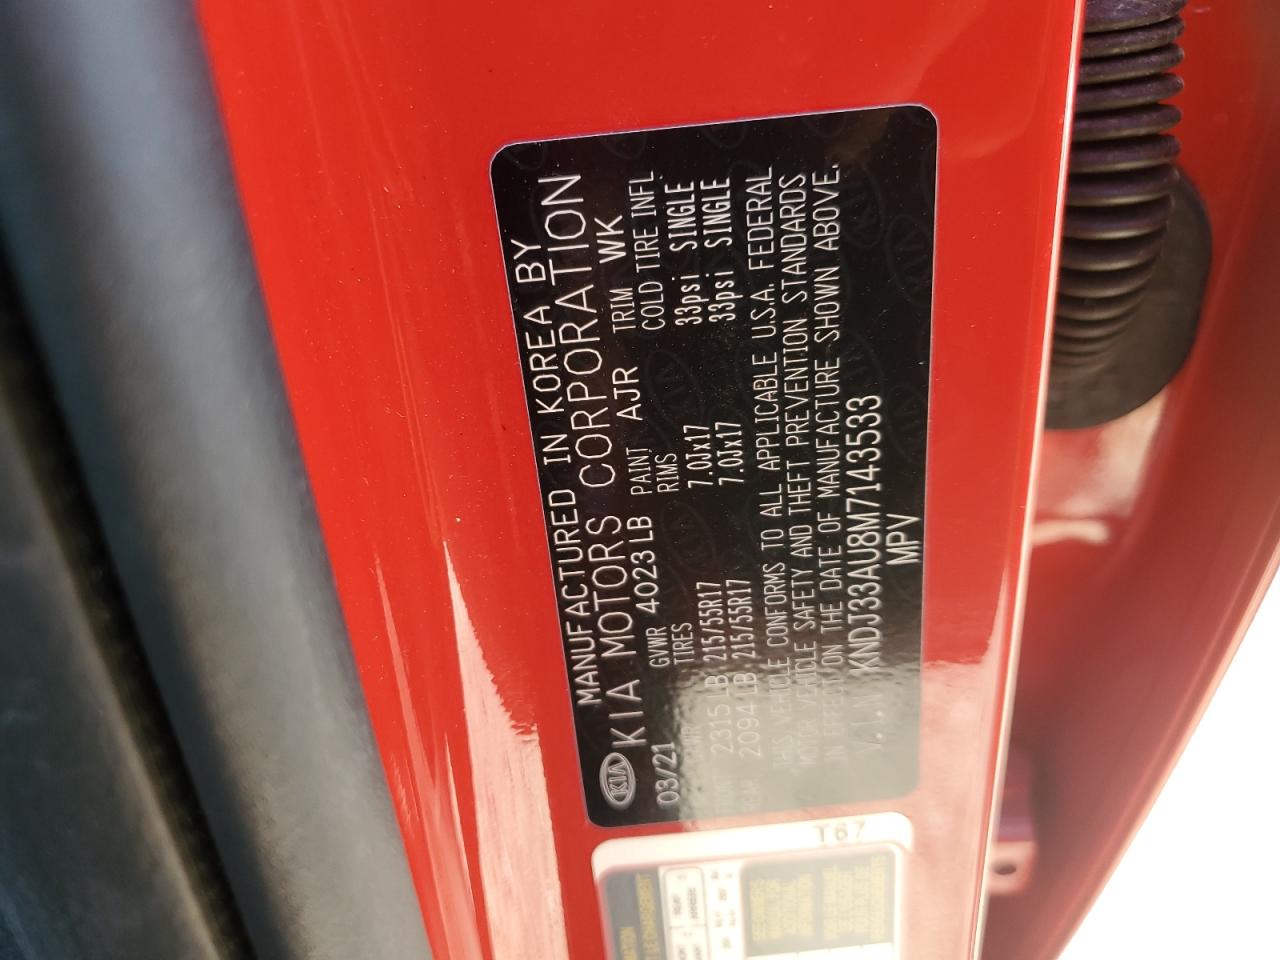 MANUFACTURED IN KOREA BY
KIA KIA MOTORS CORPORATION
03/21 GVWR 4023 LB PAINT AJR TRIM WK
TIRES RIMS COLD TIRE INFL.
2315 LB 215/55R17 7.0Jx17 33psi SINGLE
2094 LB 215/55R17 7.0Jx17 33psi SINGLE
THIS VEHICLE CONFORMS TO ALL APPLICABLE U.S.A. FEDERAL
MOTOR VEHICLE SAFETY AND THEFT PREVENTION STANDARDS
IN EFFECT ON THE DATE OF MANUFACTURE SHOWN ABOVE.
V.I.N KNDJ33AU8M7143533
MPV
T67